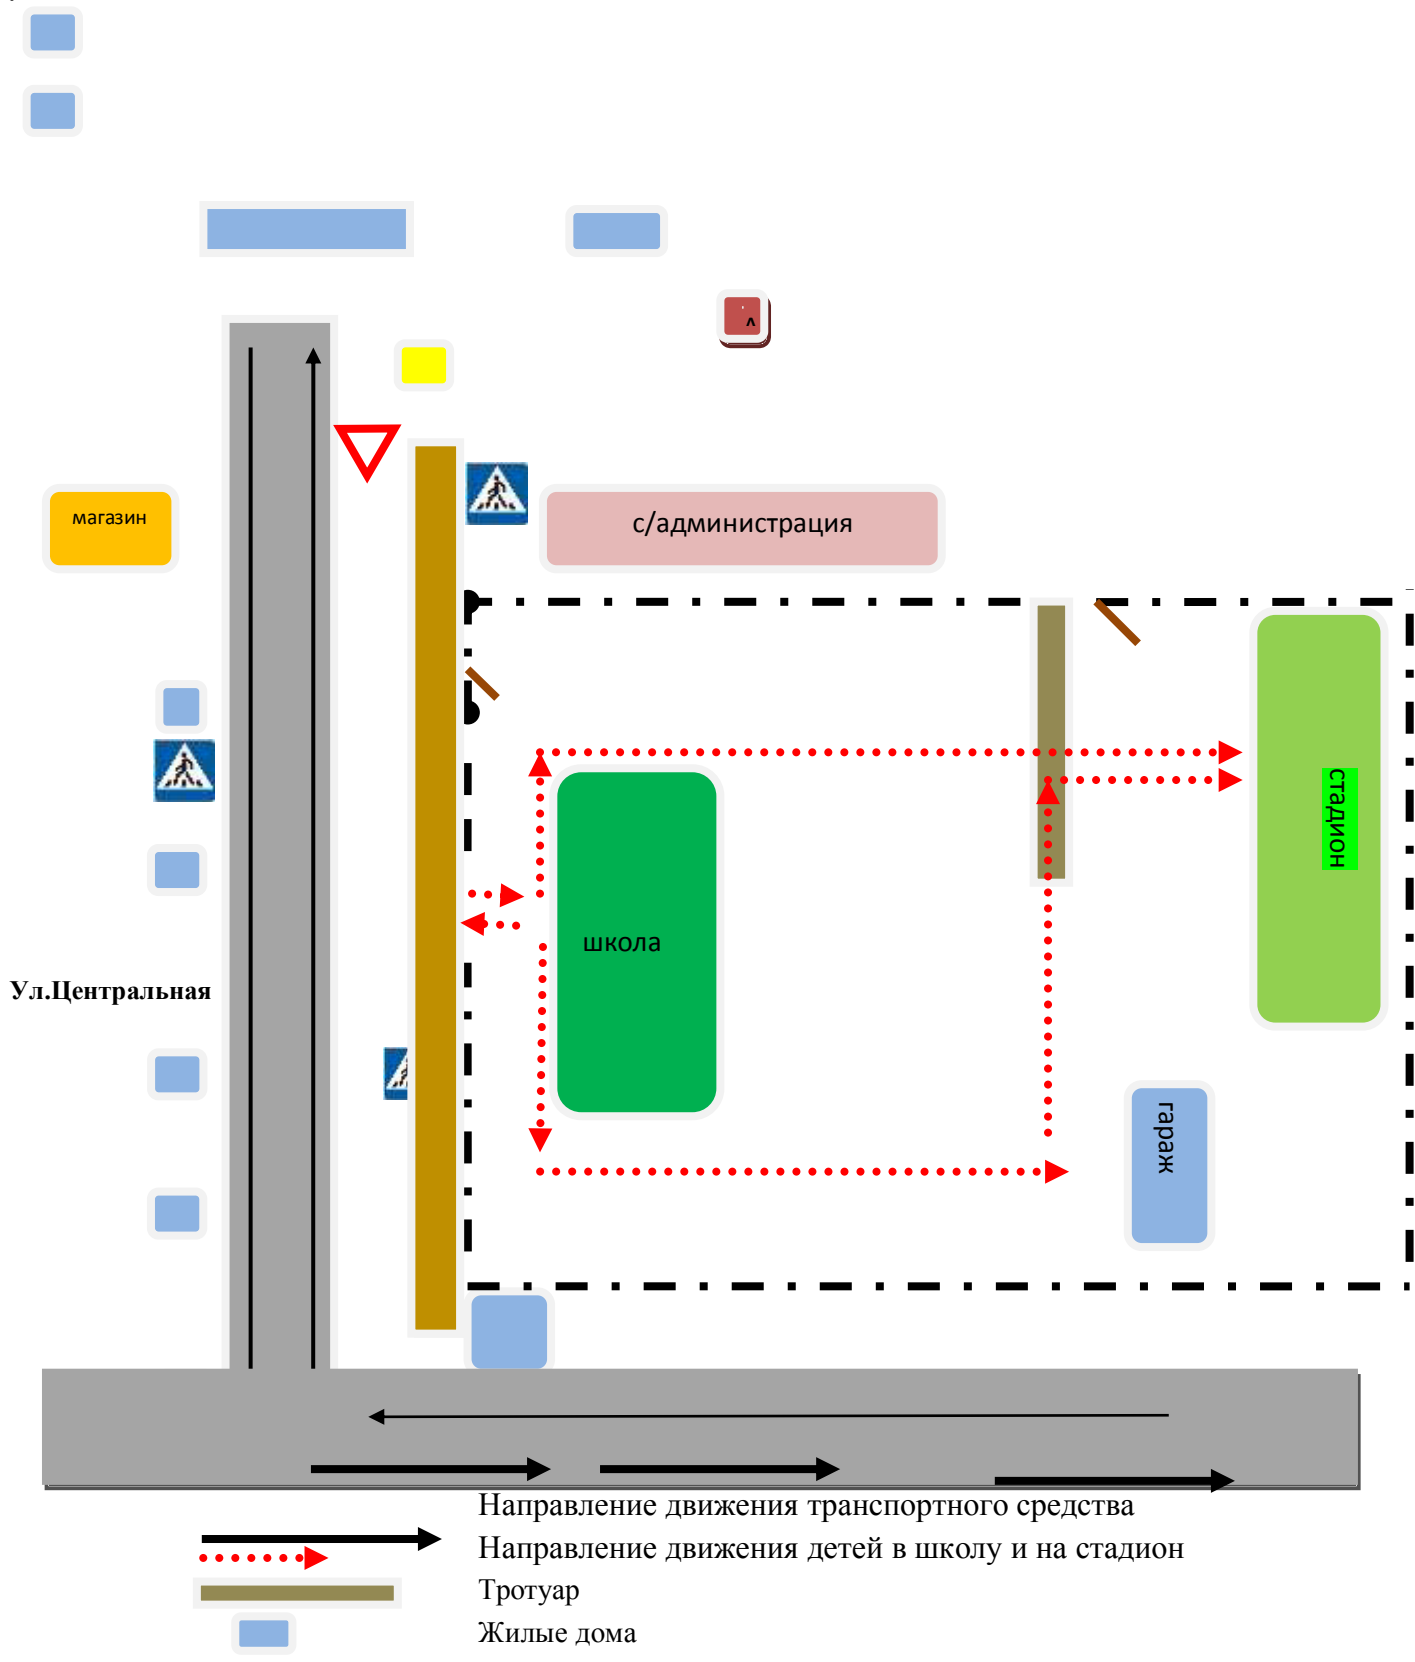 магазин
с/администрация
стадион
школа
Ул.Центральная
гараж
Направление движения транспортного средства
Направление движения детей в школу и на стадион
Тротуар
Жилые дома